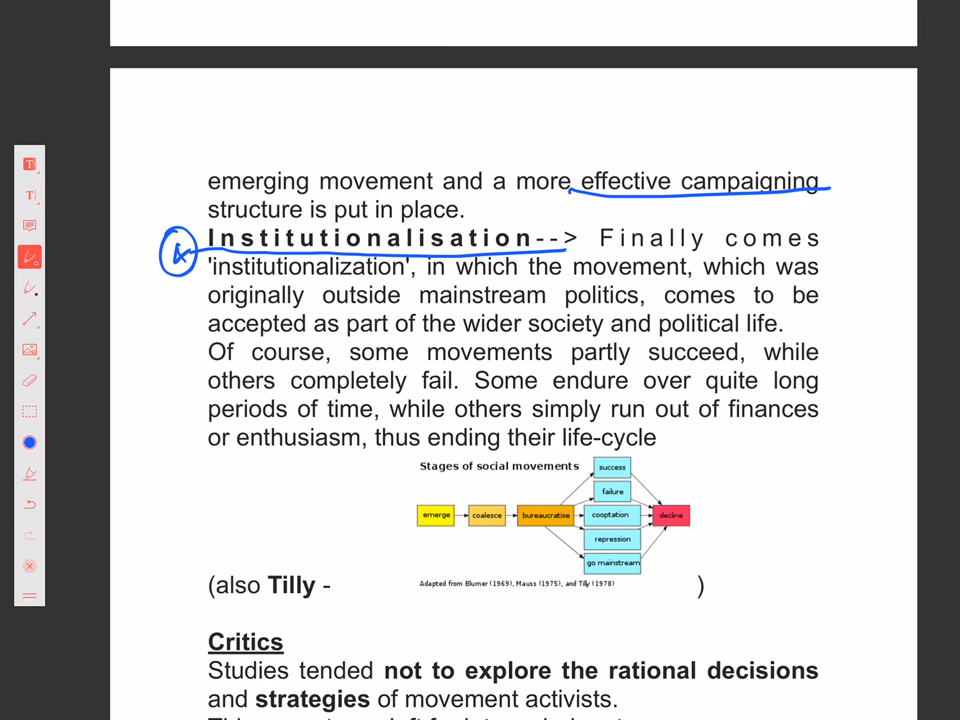 emerging movement and a more effective campaigning
structure is put in place.
4
Institutionalisation--> Finally comes
'institutionalization', in which the movement, which was
originally outside mainstream politics, comes to be
accepted as part of the wider society and political life.
Of course, some movements partly succeed, while
others completely fail. Some endure over quite long
periods of time, while others simply run out of finances
or enthusiasm, thus ending their life-cycle
Stages of social movements
success
failure
emerge
coalesce
bureaucratise
cooptation
decline
repression
go mainstream
Adapted from Blumer (1969), Mauss (1975), and Tilly (1978)
(also Tilly - )
Critics
Studies tended not to explore the rational decisions
and strategies of movement activists.